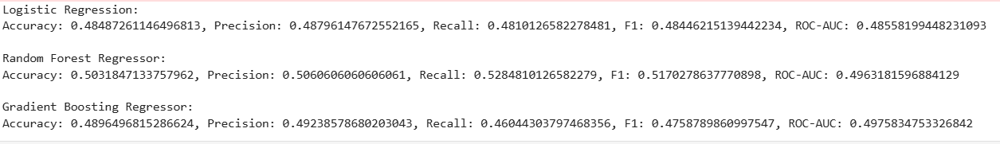 Logistic Regression:
Accuracy: 0.48487261146496813, Precision: 0.48796147672552165, Recall: 0.4810126582278481, F1: 0.48446215139442234, ROC-AUC: 0.48558199448231093
Random Forest Regressor:
Accuracy: 0.5031847133757962, Precision: 0.5060606060606061, Recall: 0.5284810126582279, F1: 0.5170278637770898, ROC-AUC: 0.4963181596884129
Gradient Boosting Regressor:
Accuracy: 0.4896496815286624, Precision: 0.49238578680203043, Recall: 0.46044303797468356, F1: 0.4758789860997547, ROC-AUC: 0.4975834753326842